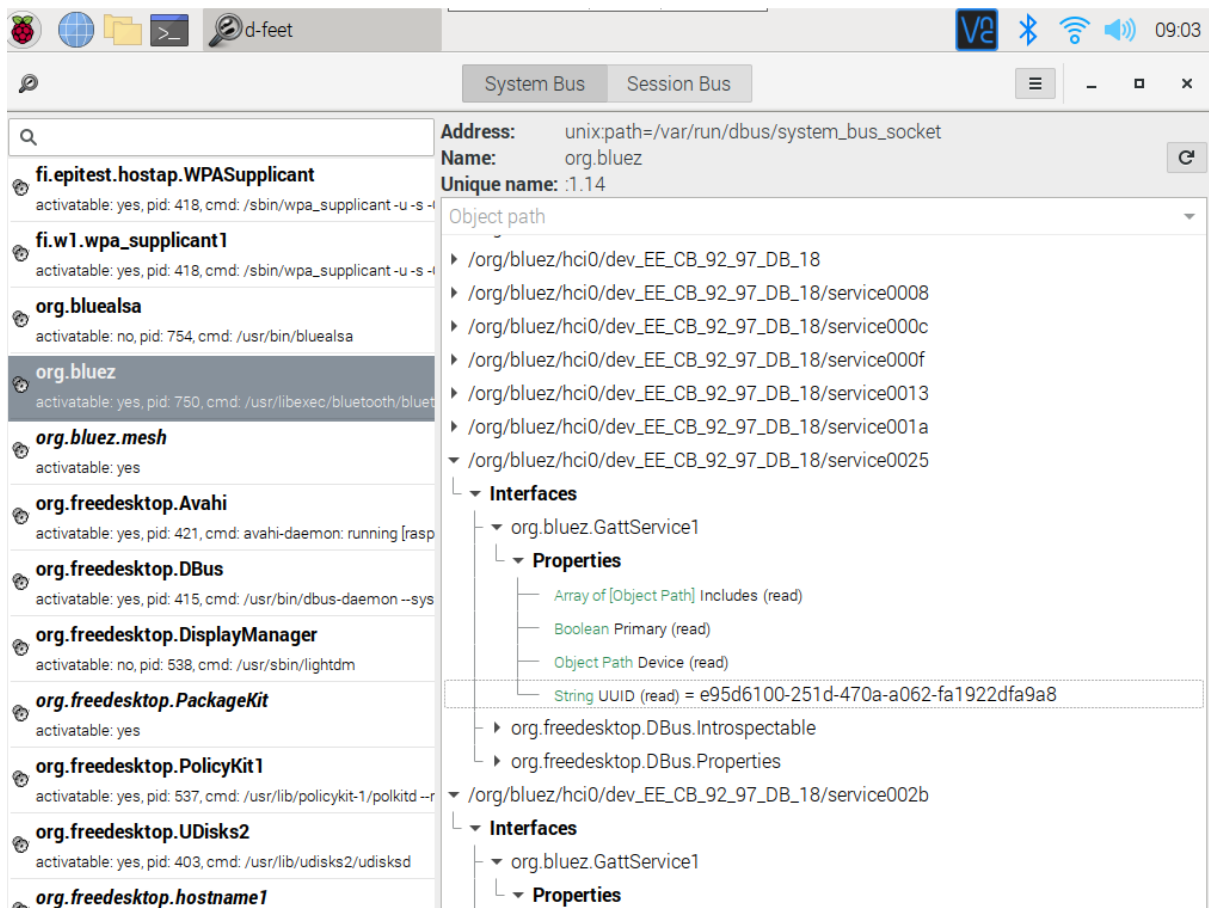 d-feet
09:03
System Bus
Session Bus
fi.epitest.hostap.WPASupplicant
activatable: yes, pid: 418, cmd: /sbin/wpa_supplicant -u -s -
fi.w1.wpa_supplicant1
activatable: yes, pid: 418, cmd: /sbin/wpa_supplicant -u -s -
org.bluealsa
activatable: no, pid: 754, cmd: /usr/bin/bluealsa
org.bluez
activatable: yes, pid: 750, cmd: /usr/libexec/bluetooth/bluet
org.bluez.mesh
activatable: yes
org.freedesktop.Avahi
activatable: yes, pid: 421, cmd: avahi-daemon: running [rasp
org.freedesktop.DBus
activatable: yes, pid: 415, cmd: /usr/bin/dbus-daemon --sys
org.freedesktop.DisplayManager
activatable: no, pid: 538, cmd: /usr/sbin/lightdm
org.freedesktop.PackageKit
activatable: yes
org.freedesktop.PolicyKit1
activatable: yes, pid: 537, cmd: /usr/lib/policykit-1/polkitd --r
org.freedesktop.UDisks2
activatable: yes, pid: 403, cmd: /usr/lib/udisks2/udisksd
org.freedesktop.hostname1
Address: unix:path=/var/run/dbus/system_bus_socket
Name: org.bluez
Unique name: :1.14
Object path
/org/bluez/hci0/dev_EE_CB_92_97_DB_18
/org/bluez/hci0/dev_EE_CB_92_97_DB_18/service0008
/org/bluez/hci0/dev_EE_CB_92_97_DB_18/service000c
/org/bluez/hci0/dev_EE_CB_92_97_DB_18/service000f
/org/bluez/hci0/dev_EE_CB_92_97_DB_18/service0013
/org/bluez/hci0/dev_EE_CB_92_97_DB_18/service001a
/org/bluez/hci0/dev_EE_CB_92_97_DB_18/service0025
Interfaces
org.bluez.GattService1
Properties
Array of [Object Path] Includes (read)
Boolean Primary (read)
Object Path Device (read)
String UUID (read) = e95d6100-251d-470a-a062-fa1922dfa9a8
org.freedesktop.DBus.Introspectable
org.freedesktop.DBus.Properties
/org/bluez/hci0/dev_EE_CB_92_97_DB_18/service002b
Interfaces
org.bluez.GattService1
Properties